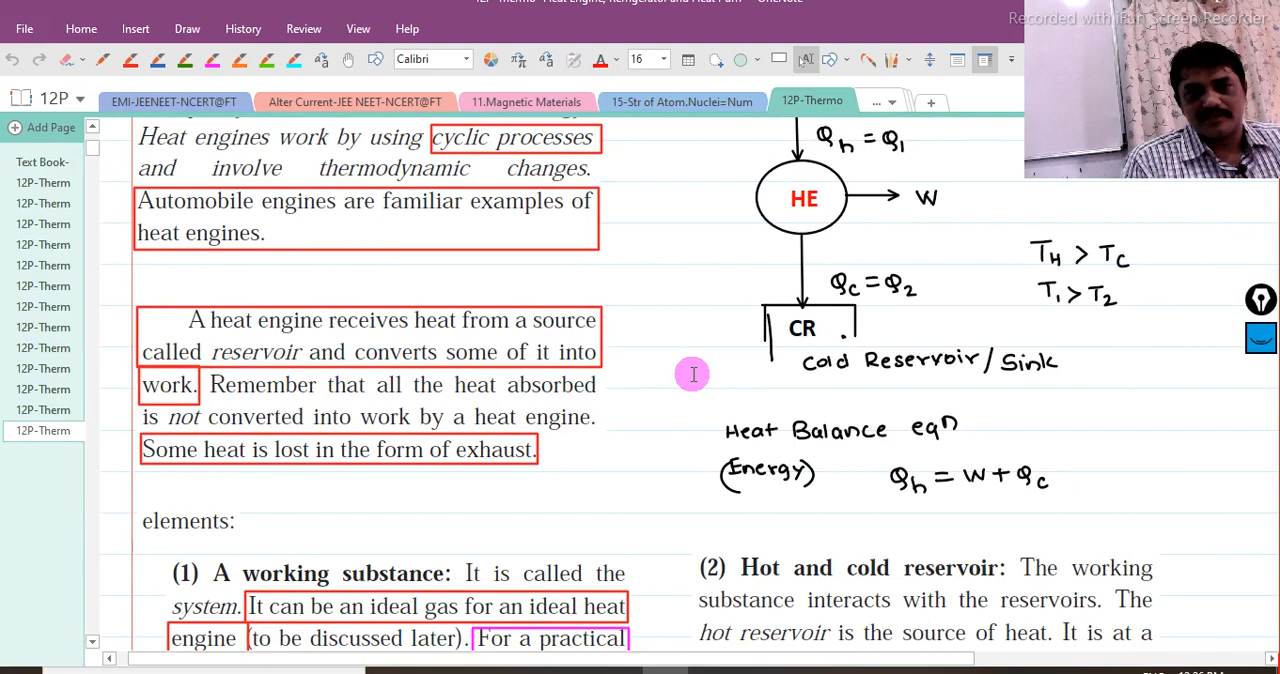 12P- Thermo -Heat Engine, Refrigerator and Heat Pum - OneNote
Recorded with iFun Screen Recorder
File Home Insert Draw History Review View Help
Calibri 16
12P EMI-JEENEET-NCERT@FT Alter Current-JEE NEET-NCERT@FT 11.Magnetic Materials 15-Str of Atom.Nuclei=Num 12P-Thermo ... +
Add Page
Text Book-
12P-Therm
12P-Therm
12P-Therm
12P-Therm
12P-Therm
12P-Therm
12P-Therm
12P-Therm
12P-Therm
12P-Therm
12P-Therm
12P-Therm
12P-Therm
Heat engines work by using cyclic processes
and involve thermodynamic changes.
Automobile engines are familiar examples of
heat engines.
A heat engine receives heat from a source
called reservoir and converts some of it into
work. Remember that all the heat absorbed
is not converted into work by a heat engine.
Some heat is lost in the form of exhaust.
elements:
(1) A working substance: It is called the
system. It can be an ideal gas for an ideal heat
engine (to be discussed later). For a practical
Qh = Q1
HE W
TH > TC
T1 > T2
Qc = Q2
CR
Cold Reservoir/Sink
Heat Balance eqn
(Energy) Qh = W + Qc
(2) Hot and cold reservoir: The working
substance interacts with the reservoirs. The
hot reservoir is the source of heat. It is at a